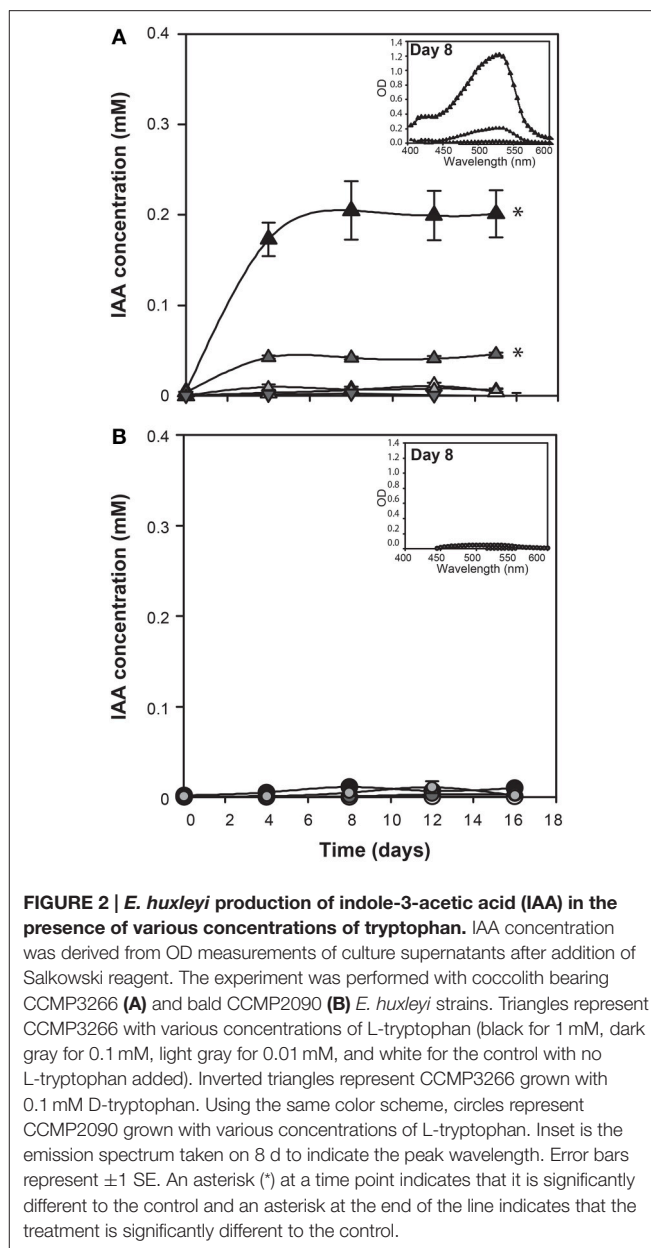 A
0.4
0.3
0.2
0.1
0
IAA concentration (mM)
Day 8
1.4
1.2
1.0
0.8
0.6
0.4
0.2
0.0
OD
400 450 500 550 600
Wavelength (nm)
*
*
B
0.4
0.3
0.2
0.1
0
IAA concentration (mM)
Day 8
1.4
1.2
1.0
0.8
0.6
0.4
0.2
0.0
OD
400 450 500 550 600
Wavelength (nm)
0 2 4 6 8 10 12 14 16 18
Time (days)
FIGURE 2 | E. huxleyi production of indole-3-acetic acid (IAA) in the
presence of various concentrations of tryptophan. IAA concentration
was derived from OD measurements of culture supernatants after addition of
Salkowski reagent. The experiment was performed with coccolith bearing
CCMP3266 (A) and bald CCMP2090 (B) E. huxleyi strains. Triangles represent
CCMP3266 with various concentrations of L-tryptophan (black for 1 mM, dark
gray for 0.1 mM, light gray for 0.01 mM, and white for the control with no
L-tryptophan added). Inverted triangles represent CCMP3266 grown with
0.1 mM D-tryptophan. Using the same color scheme, circles represent
CCMP2090 grown with various concentrations of L-tryptophan. Inset is the
emission spectrum taken on 8 d to indicate the peak wavelength. Error bars
represent ±1 SE. An asterisk (*) at a time point indicates that it is significantly
different to the control and an asterisk at the end of the line indicates that the
treatment is significantly different to the control.